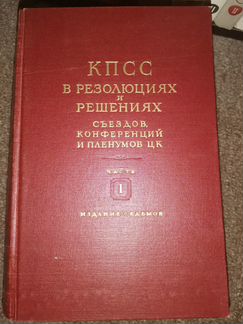 КПСС
В РЕЗОЛЮЦИЯХ
И
РЕШЕНИЯХ
СЪЕЗДОВ,
КОНФЕРЕНЦИЙ
И ПЛЕНУМОВ ЦК
ЧАСТЬ
I
ИЗДАНИЕ СЕДЬМОЕ